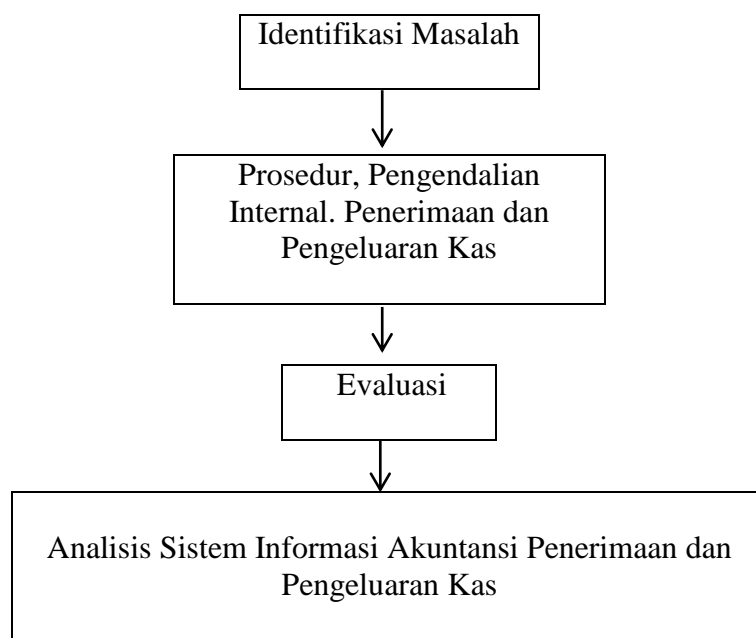 Identifikasi Masalah
Prosedur, Pengendalian
Internal. Penerimaan dan
Pengeluaran Kas
Evaluasi
Analisis Sistem Informasi Akuntansi Penerimaan dan
Pengeluaran Kas